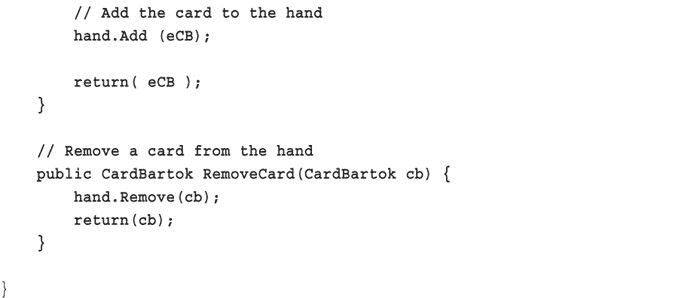 // Add the card to the hand
hand.Add (eCB);
return( eCB );
}
// Remove a card from the hand
public CardBartok RemoveCard(CardBartok cb) {
hand.Remove(cb);
return(cb);
}
}